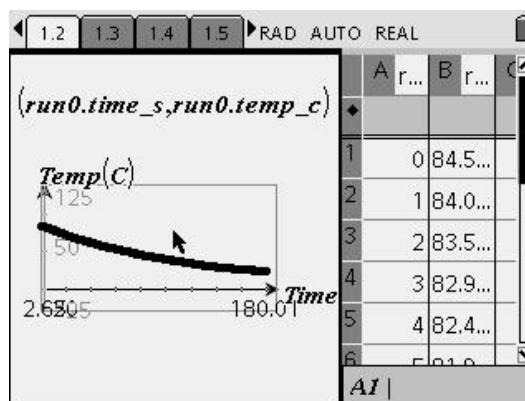 1.2 1.3 1.4 1.5 RAD AUTO REAL
(run0.time_s,run0.temp_c)
Temp(C)
125
50
Time
180.01
A r... B r... C
1 0 84.5...
2 1 84.0...
3 2 83.5...
4 3 82.9...
5 4 82.4...
6
A1